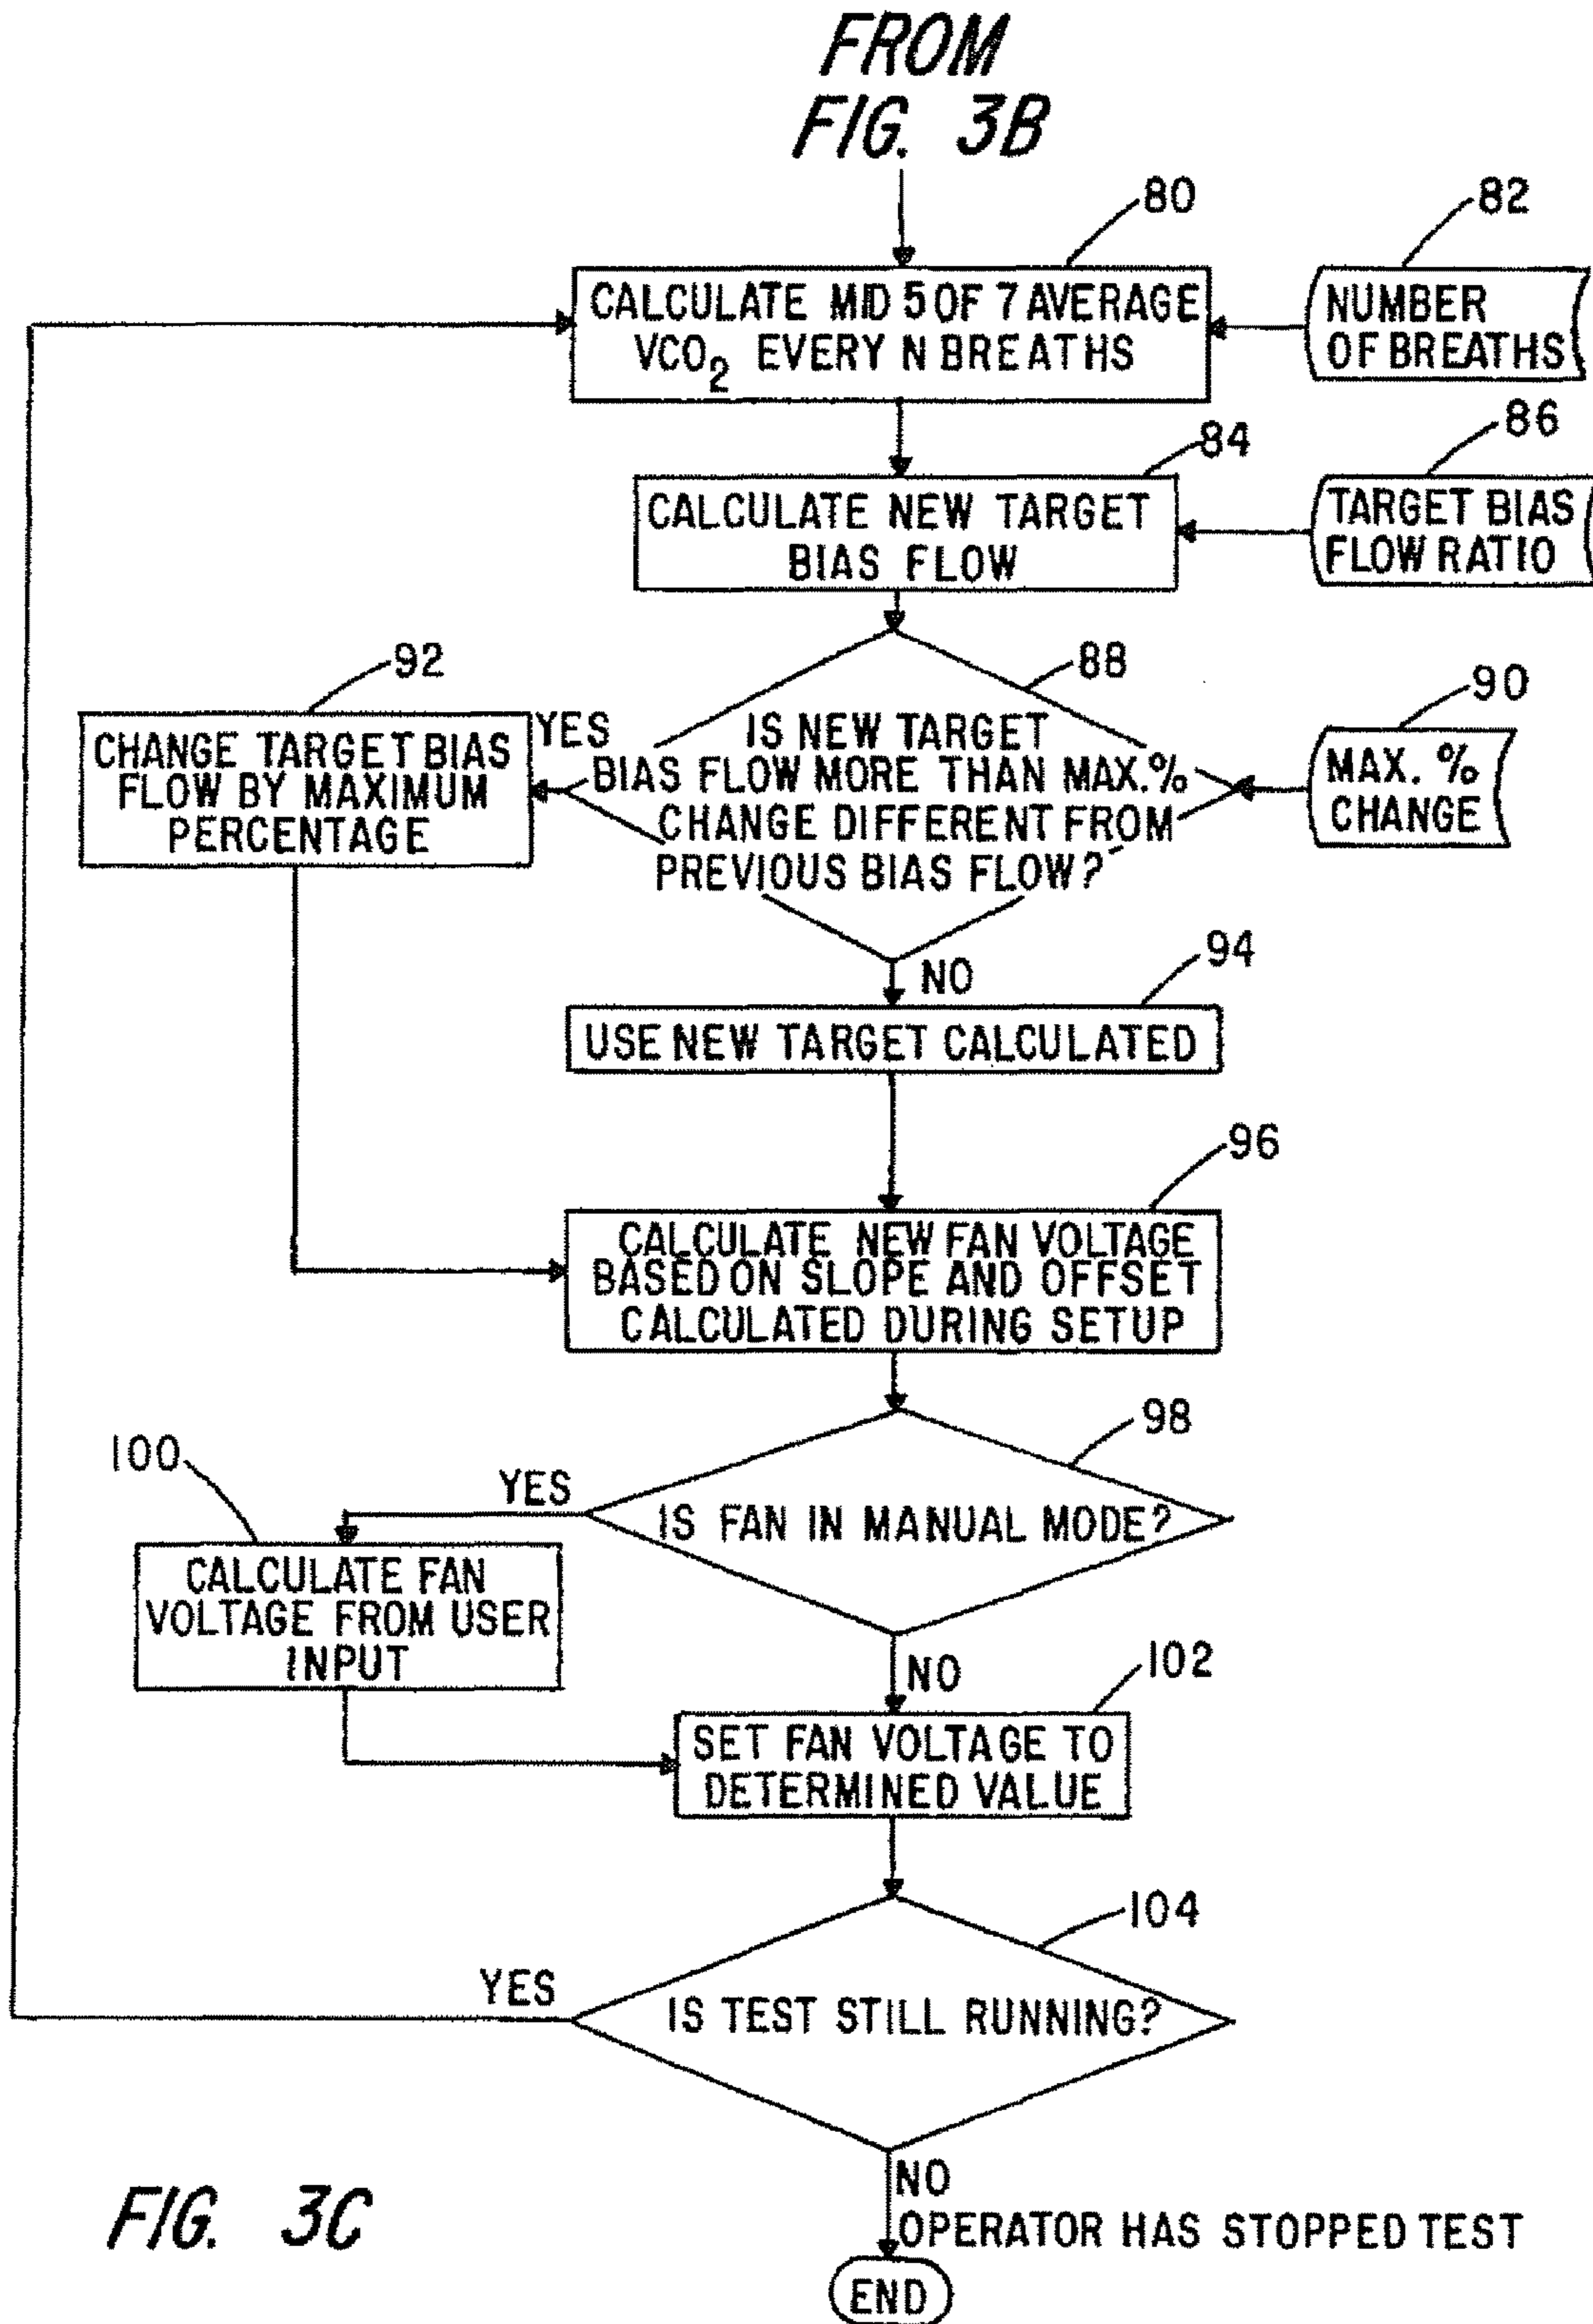 FROM
FIG. 3B
80
82
CALCULATE MID 5 OF 7 AVERAGE
VCO₂ EVERY N BREATHS
NUMBER
OF BREATHS
84
86
CALCULATE NEW TARGET
BIAS FLOW
TARGET BIAS
FLOW RATIO
88
90
92
IS NEW TARGET
BIAS FLOW MORE THAN MAX.%
CHANGE DIFFERENT FROM
PREVIOUS BIAS FLOW?
MAX. %
CHANGE
YES
CHANGE TARGET BIAS
FLOW BY MAXIMUM
PERCENTAGE
NO
94
USE NEW TARGET CALCULATED
96
CALCULATE NEW FAN VOLTAGE
BASED ON SLOPE AND OFFSET
CALCULATED DURING SETUP
98
100
YES
IS FAN IN MANUAL MODE?
CALCULATE FAN
VOLTAGE FROM USER
INPUT
NO
102
SET FAN VOLTAGE TO
DETERMINED VALUE
104
YES
IS TEST STILL RUNNING?
NO
OPERATOR HAS STOPPED TEST
END
FIG. 3C